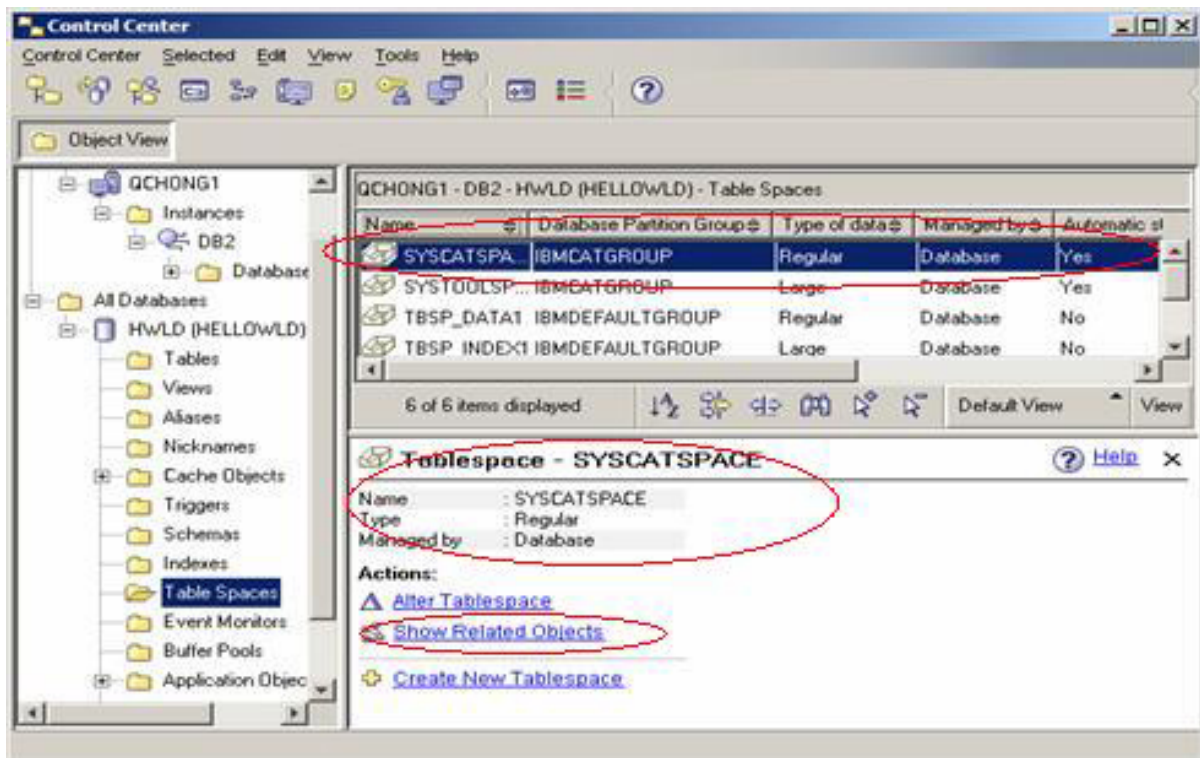 Control Center
Control Center Selected Edit View Tools Help
Object View
QCHONG1
Instances
DB2
Database
All Databases
HWLD (HELLOWLD)
Tables
Views
Aliases
Nicknames
Cache Objects
Triggers
Schemas
Indexes
Table Spaces
Event Monitors
Buffer Pools
Application Objec
QCHONG1 - DB2 - HWLD (HELLOWLD) - Table Spaces
Name Database Partition Group Type of data Managed by Automatic st
SYSCATSPA... IBMCATGROUP Regular Database Yes
SYSTOOLSP... IBMCATGROUP Large Database Yes
TBSP_DATA1 IBMDEFAULTGROUP Regular Database No
TBSP_INDEX1 IBMDEFAULTGROUP Large Database No
6 of 6 items displayed Default View View
Tablespace - SYSCATSPACE Help
Name : SYSCATSPACE
Type : Regular
Managed by : Database
Actions:
Alter Tablespace
Show Related Objects
Create New Tablespace